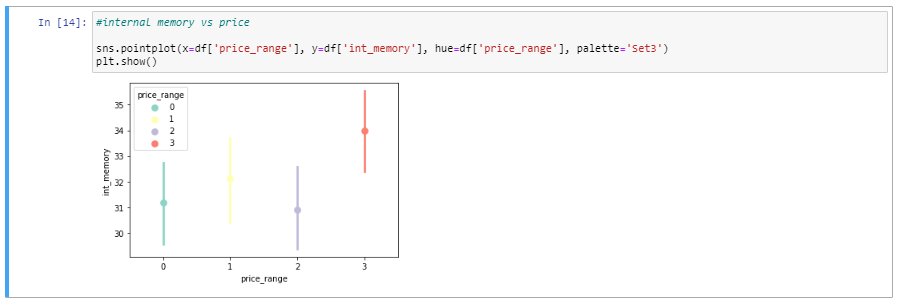 In [14]: #internal memory vs price
sns.pointplot(x=df['price_range'], y=df['int_memory'], hue=df['price_range'], palette='Set3')
plt.show()
price_range
0
1
2
3
35
34
33
32
31
30
int_memory
0 1 2 3
price_range